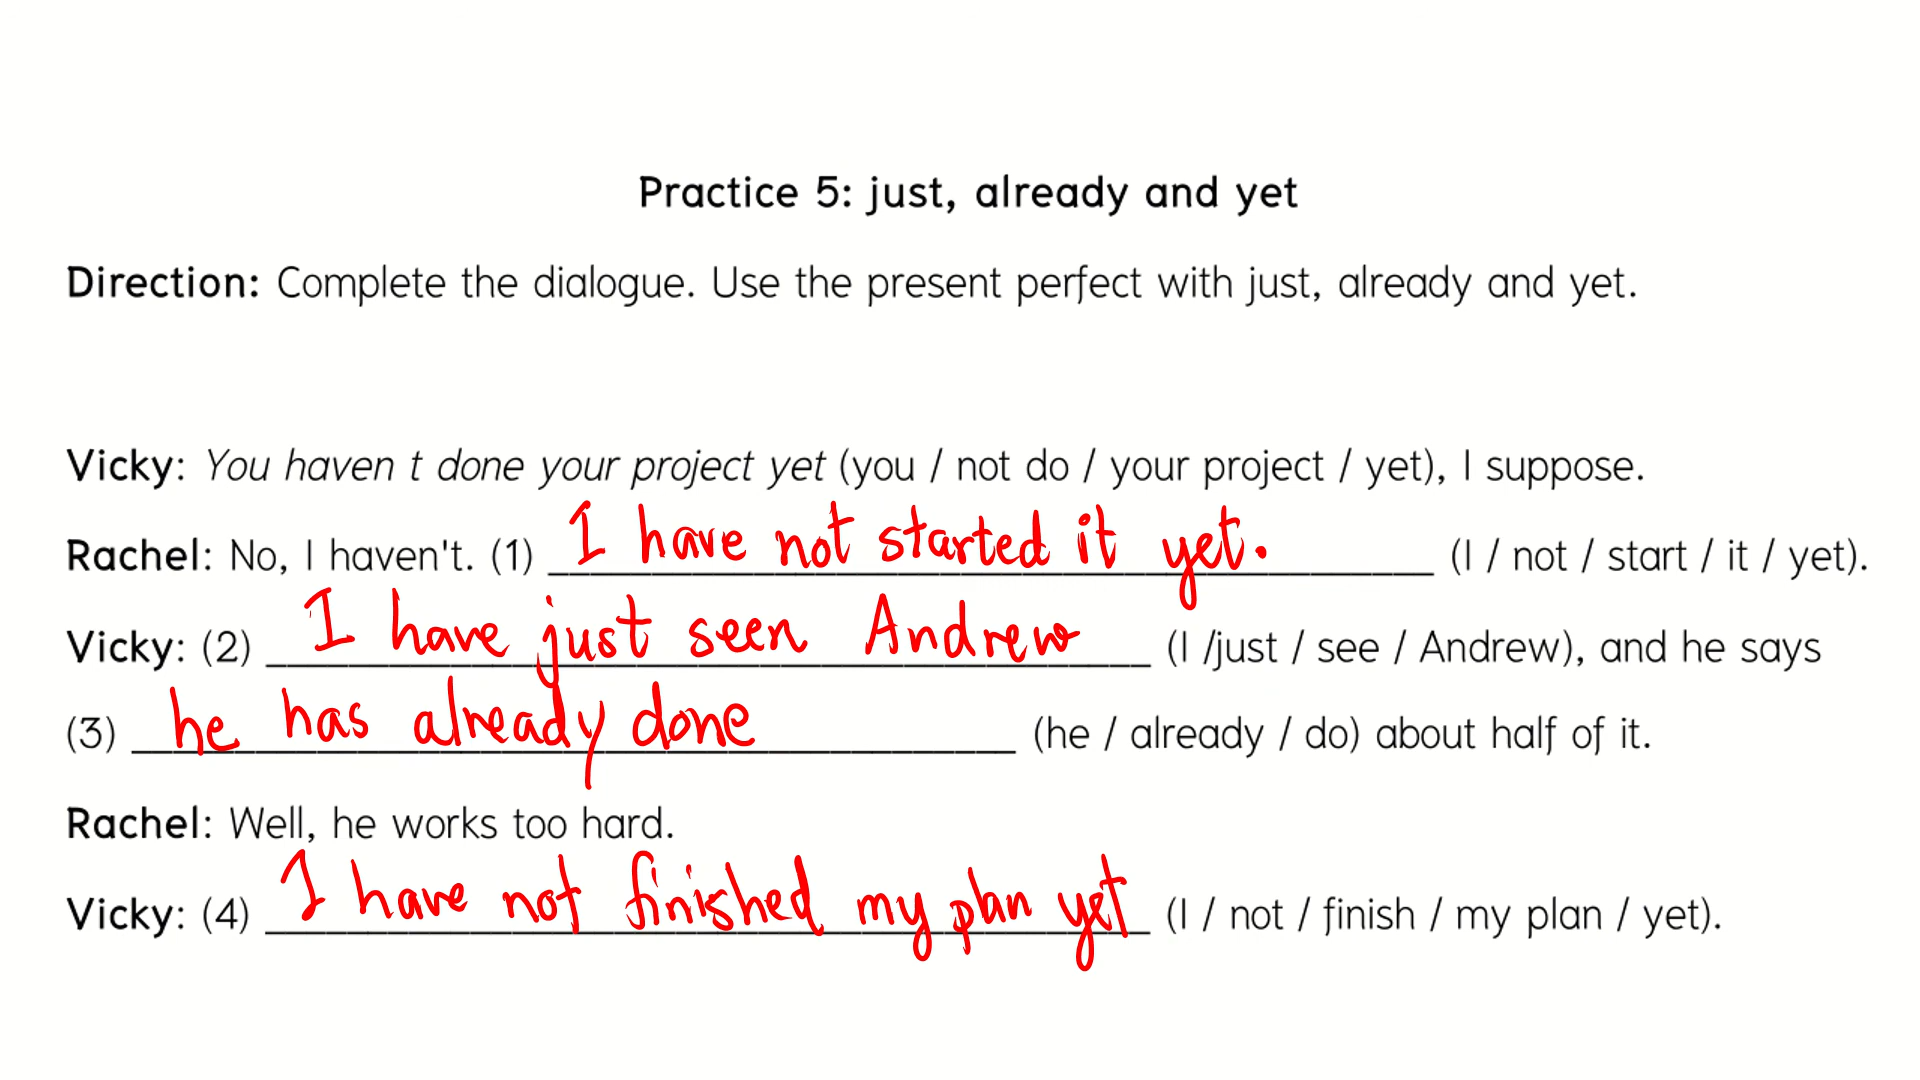 Practice 5: just, already and yet
Direction: Complete the dialogue. Use the present perfect with just, already and yet.
Vicky: You haven t done your project yet (you / not do / your project / yet), I suppose.
Rachel: No, I haven't. (1) I have not started it yet. (I / not / start / it / yet).
Vicky: (2) I have just seen Andrew (I /just / see / Andrew), and he says
(3) he has already done (he / already / do) about half of it.
Rachel: Well, he works too hard.
Vicky: (4) I have not finished my plan yet (I / not / finish / my plan / yet).